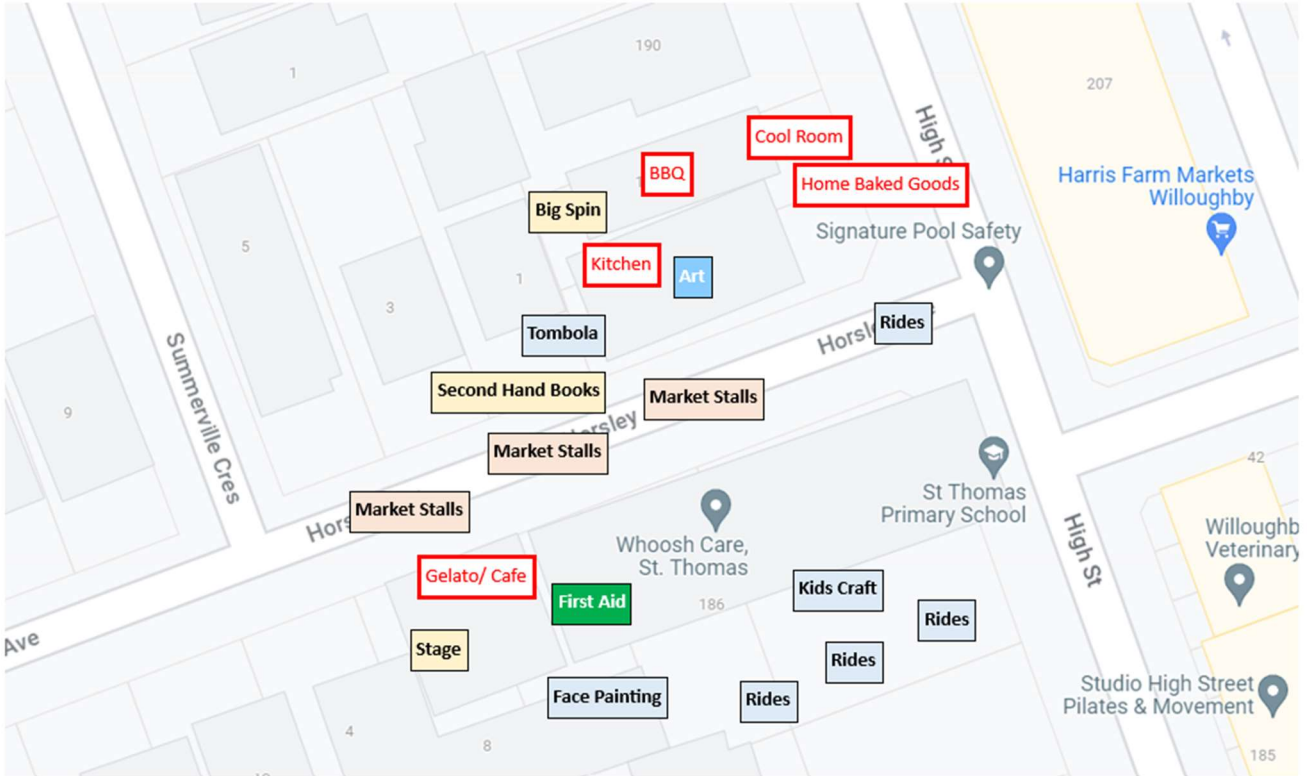 190
1
207
High S
Cool Room
BBQ
Home Baked Goods
Harris Farm Markets
Willoughby
Big Spin
Signature Pool Safety
5
Kitchen
Art
1
3
Rides
Horsle
Tombola
Summerville Cres
Second Hand Books
Market Stalls
9
orsley
Market Stalls
St Thomas
Primary School
42
Market Stalls
Hors
Whoosh Care,
St. Thomas
High St
Willoughb
Veterinary
Gelato/ Cafe
First Aid
Kids Craft
186
Rides
Ave
Stage
Rides
Face Painting
Rides
Studio High Street
Pilates & Movement
4
8
185